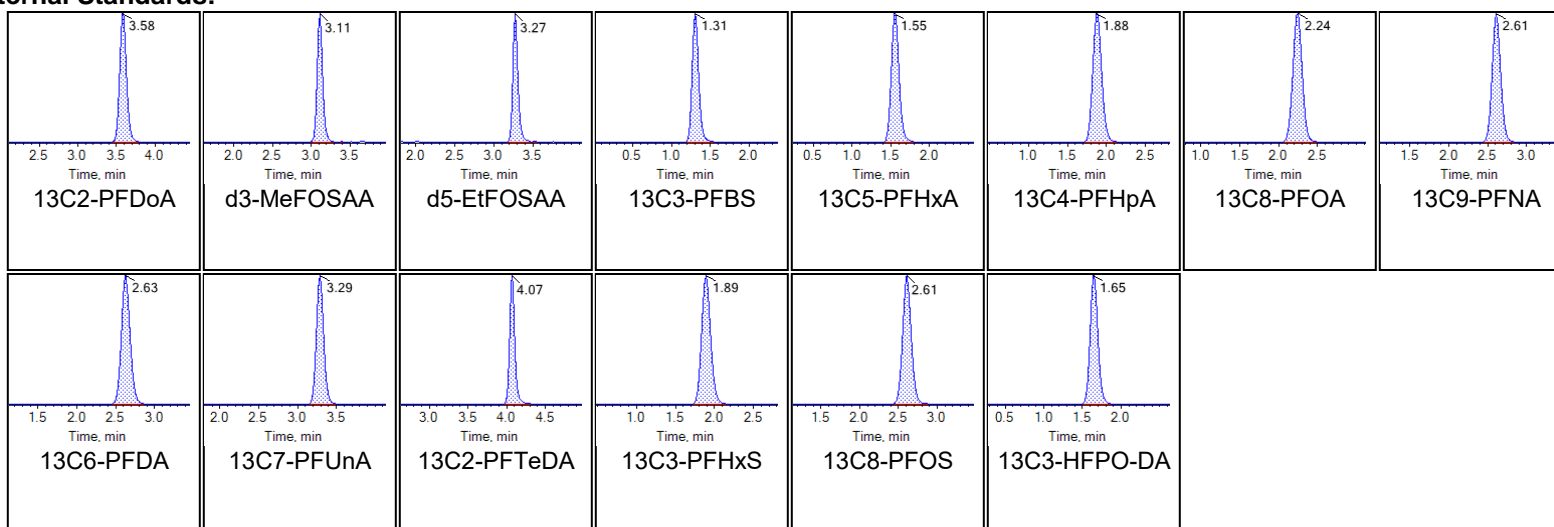 ternal Standards:
3.58 3.11 3.27 1.31 1.55 1.88 2.24 2.61
2.5 3.0 3.5 4.0 2.0 2.5 3.0 3.5 2.0 2.5 3.0 3.5 0.5 1.0 1.5 2.0 0.5 1.0 1.5 2.0 1.0 1.5 2.0 2.5 1.0 1.5 2.0 2.5 1.5 2.0 2.5 3.0
Time, min Time, min Time, min Time, min Time, min Time, min Time, min Time, min
13C2-PFDoA d3-MeFOSAA d5-EtFOSAA 13C3-PFBS 13C5-PFHxA 13C4-PFHpA 13C8-PFOA 13C9-PFNA
2.63 3.29 4.07 1.89 2.61 1.65
1.5 2.0 2.5 3.0 2.0 2.5 3.0 3.5 3.0 3.5 4.0 4.5 1.0 1.5 2.0 2.5 1.5 2.0 2.5 3.0 0.5 1.0 1.5 2.0
Time, min Time, min Time, min Time, min Time, min Time, min
13C6-PFDA 13C7-PFUnA 13C2-PFTeDA 13C3-PFHxS 13C8-PFOS 13C3-HFPO-DA